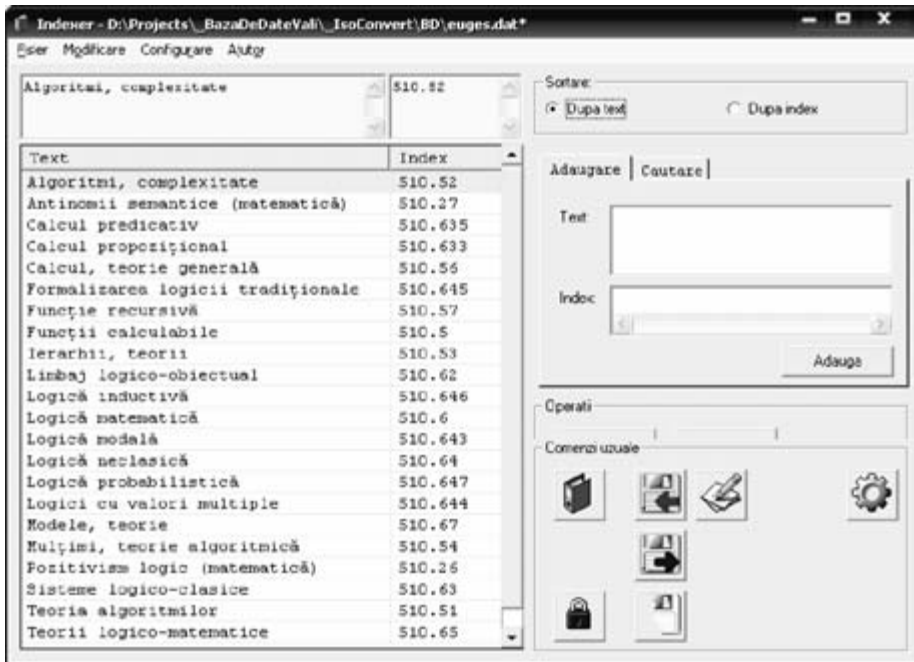 Indexer - D:\Projects\_BazaDeDateVali\_IsoConvert\BD\euges.dat*
Fisier Modificare Configurare Ajutor
Algoritmi, complexitate 510.52
Text Index
Algoritmi, complexitate 510.52
Antinomii semantice (matematică) 510.27
Calcul predicativ 510.635
Calcul propozițional 510.633
Calcul, teorie generală 510.56
Formalizarea logicii tradiționale 510.645
Funcție recursivă 510.57
Funcții calculabile 510.5
Ierarhii, teorii 510.53
Limbaj logico-obiectual 510.62
Logică inductivă 510.646
Logică matematică 510.6
Logică modală 510.643
Logică neclasică 510.64
Logică probabilistică 510.647
Logici cu valori multiple 510.644
Modele, teorie 510.67
Mulțimi, teorie algoritmică 510.54
Pozitivism logic (matematică) 510.26
Sisteme logico-clasice 510.63
Teoria algoritmilor 510.51
Teorii logico-matematice 510.65
Sortare:
Dupa text Dupa index
Adaugare Cautare
Text:
Index:
Adauga
Operatii
Comenzi uzuale